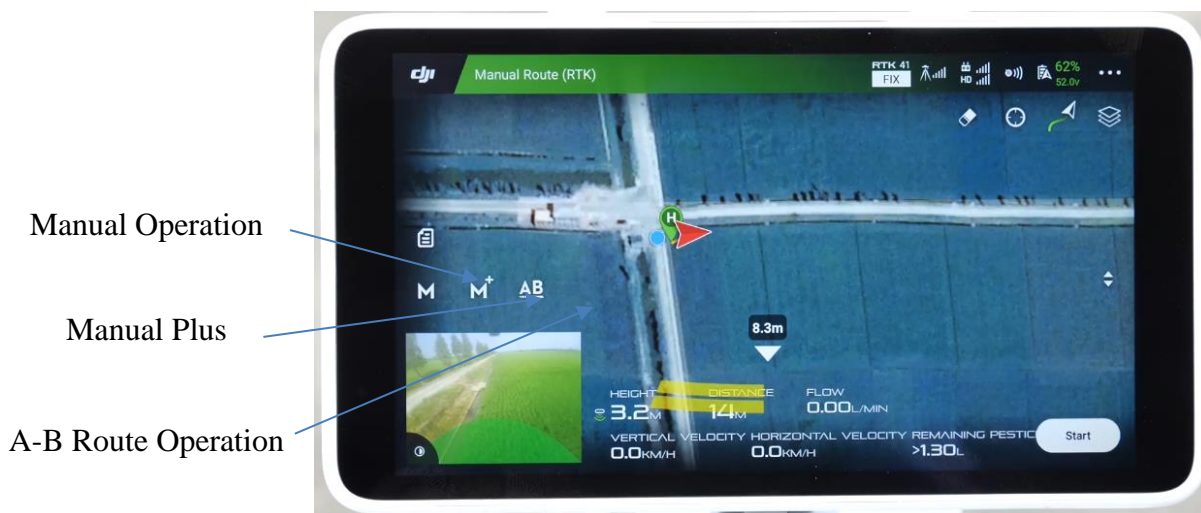 dji
Manual Route (RTK)
RTK 41
FIX
HD
62%
52.0v
Manual Operation
H
M
M+
AB
Manual Plus
8.3m
HEIGHT
DISTANCE
FLOW
3.2M
14M
0.00L/MIN
A-B Route Operation
VERTICAL VELOCITY
HORIZONTAL VELOCITY
REMAINING PESTIC
0.0KM/H
0.0KM/H
>1.30L
Start